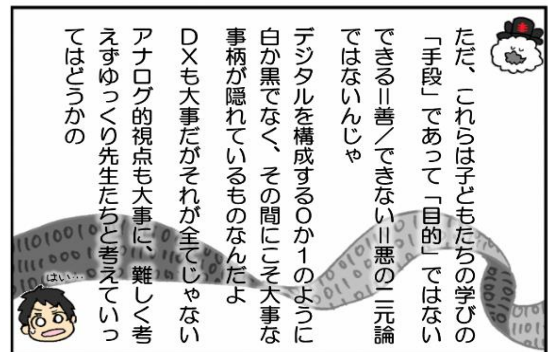 ただ、これらは子どもたちの学びの
「手段」であって「目的」ではない
できる＝善／できない＝悪の二元論
ではないんじゃ
デジタルを構成する０か１のように
白か黒でなく、その間にこそ大事な
事柄が隠れているものなんだよ
ＤＸも大事だがそれが全てじゃない
アナログ的視点も大事に、難しく考
えずゆっくり先生たちと考えていっ
てはどうかの
はい…